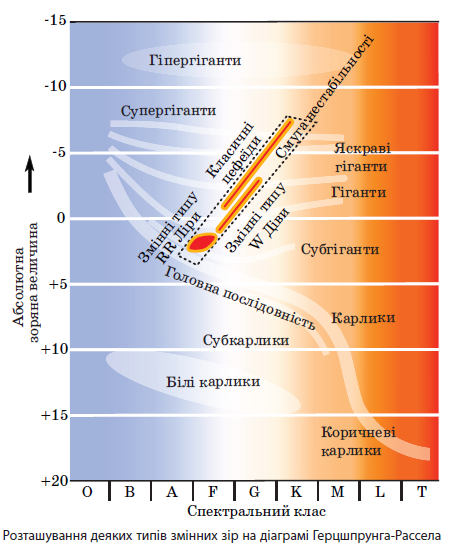 -15
-10
-5
0
+5
+10
+15
+20
Абсолютна
зоряна величина
Гіпергіганти
Супергіганти
Класичні
цефеїди
Смуга нестабільності
Яскраві
гіганти
Гіганти
Змінні типу
RR Ліри
Змінні типу
W Діви
Субгіганти
Головна послідовність
Карлики
Субкарлики
Білі карлики
Коричневі
карлики
O B A F G K M L T
Спектральний клас
Розташування деяких типів змінних зір на діаграмі Герцшпрунга-Рассела